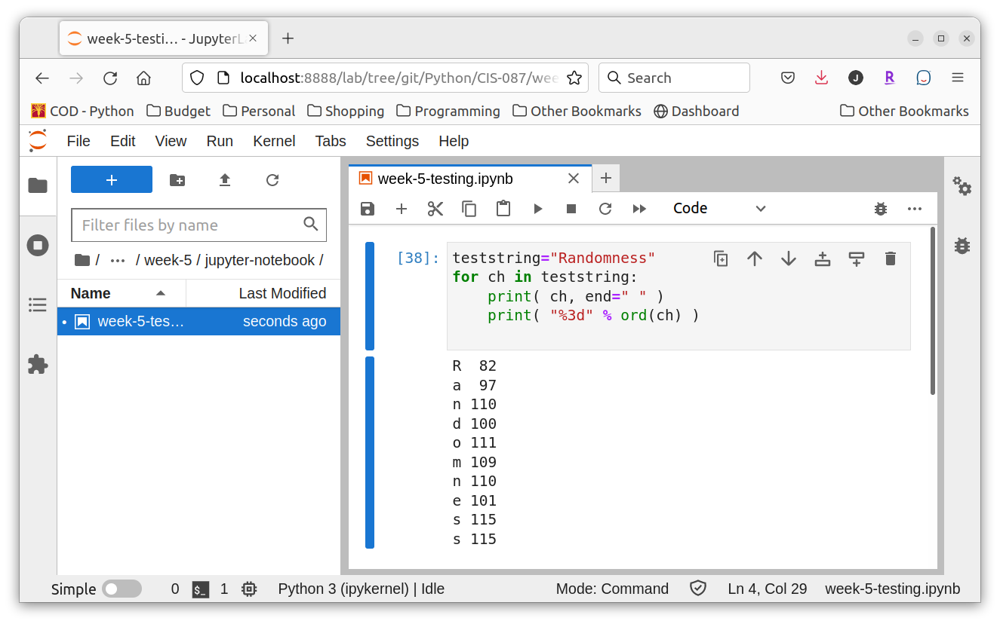 week-5-testi… - JupyterL
localhost:8888/lab/tree/git/Python/CIS-087/wee
Search
J
R
COD - Python Budget Personal Shopping Programming Other Bookmarks Dashboard Other Bookmarks
File Edit View Run Kernel Tabs Settings Help
week-5-testing.ipynb
Filter files by name
/ … / week-5 / jupyter-notebook /
Name Last Modified
week-5-tes… seconds ago
Code
[38]: teststring="Randomness"
for ch in teststring:
    print( ch, end=" " )
    print( "%3d" % ord(ch) )
R  82
a  97
n 110
d 100
o 111
m 109
n 110
e 101
s 115
s 115
Simple 0 $_ 1 Python 3 (ipykernel) | Idle Mode: Command Ln 4, Col 29 week-5-testing.ipynb